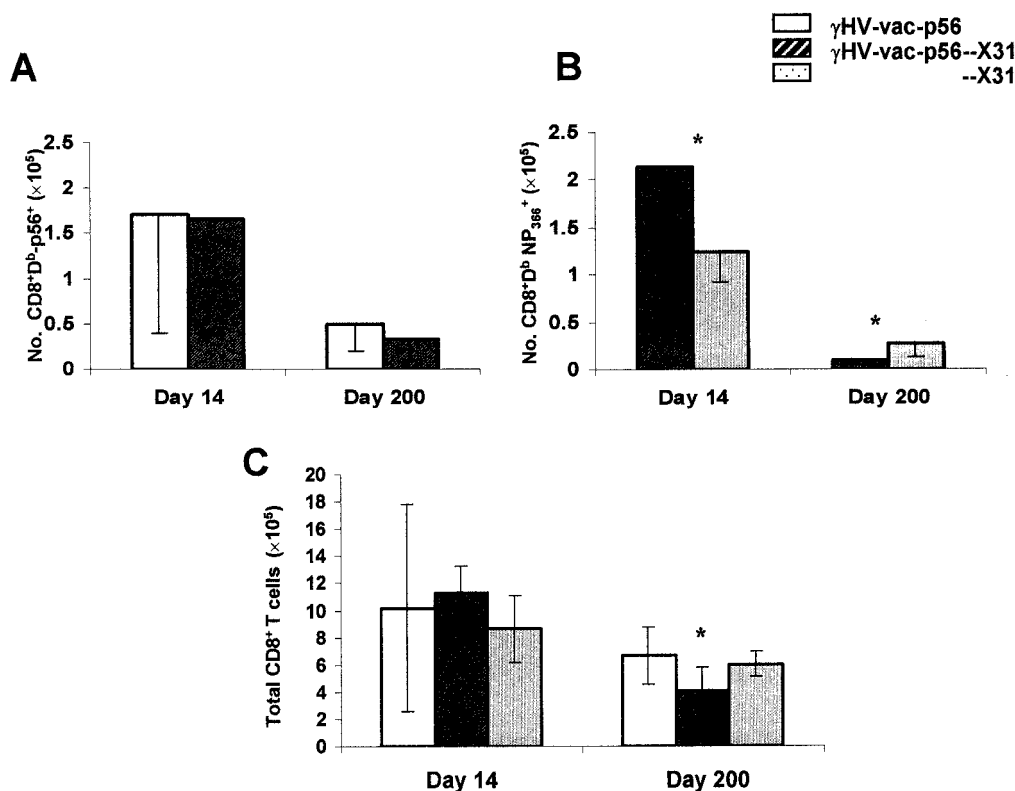 γHV-vac-p56
γHV-vac-p56--X31
--X31
A
No. CD8⁺Dᵇ-p56⁺ (×10⁵)
2.5
2
1.5
1
0.5
0
Day 14
Day 200
B
No. CD8⁺Dᵇ NP₃₆₆⁺ (×10⁵)
2.5
2
1.5
1
0.5
0
*
*
Day 14
Day 200
C
Total CD8⁺ T cells (×10⁵)
20
18
16
14
12
10
8
6
4
2
0
*
Day 14
Day 200